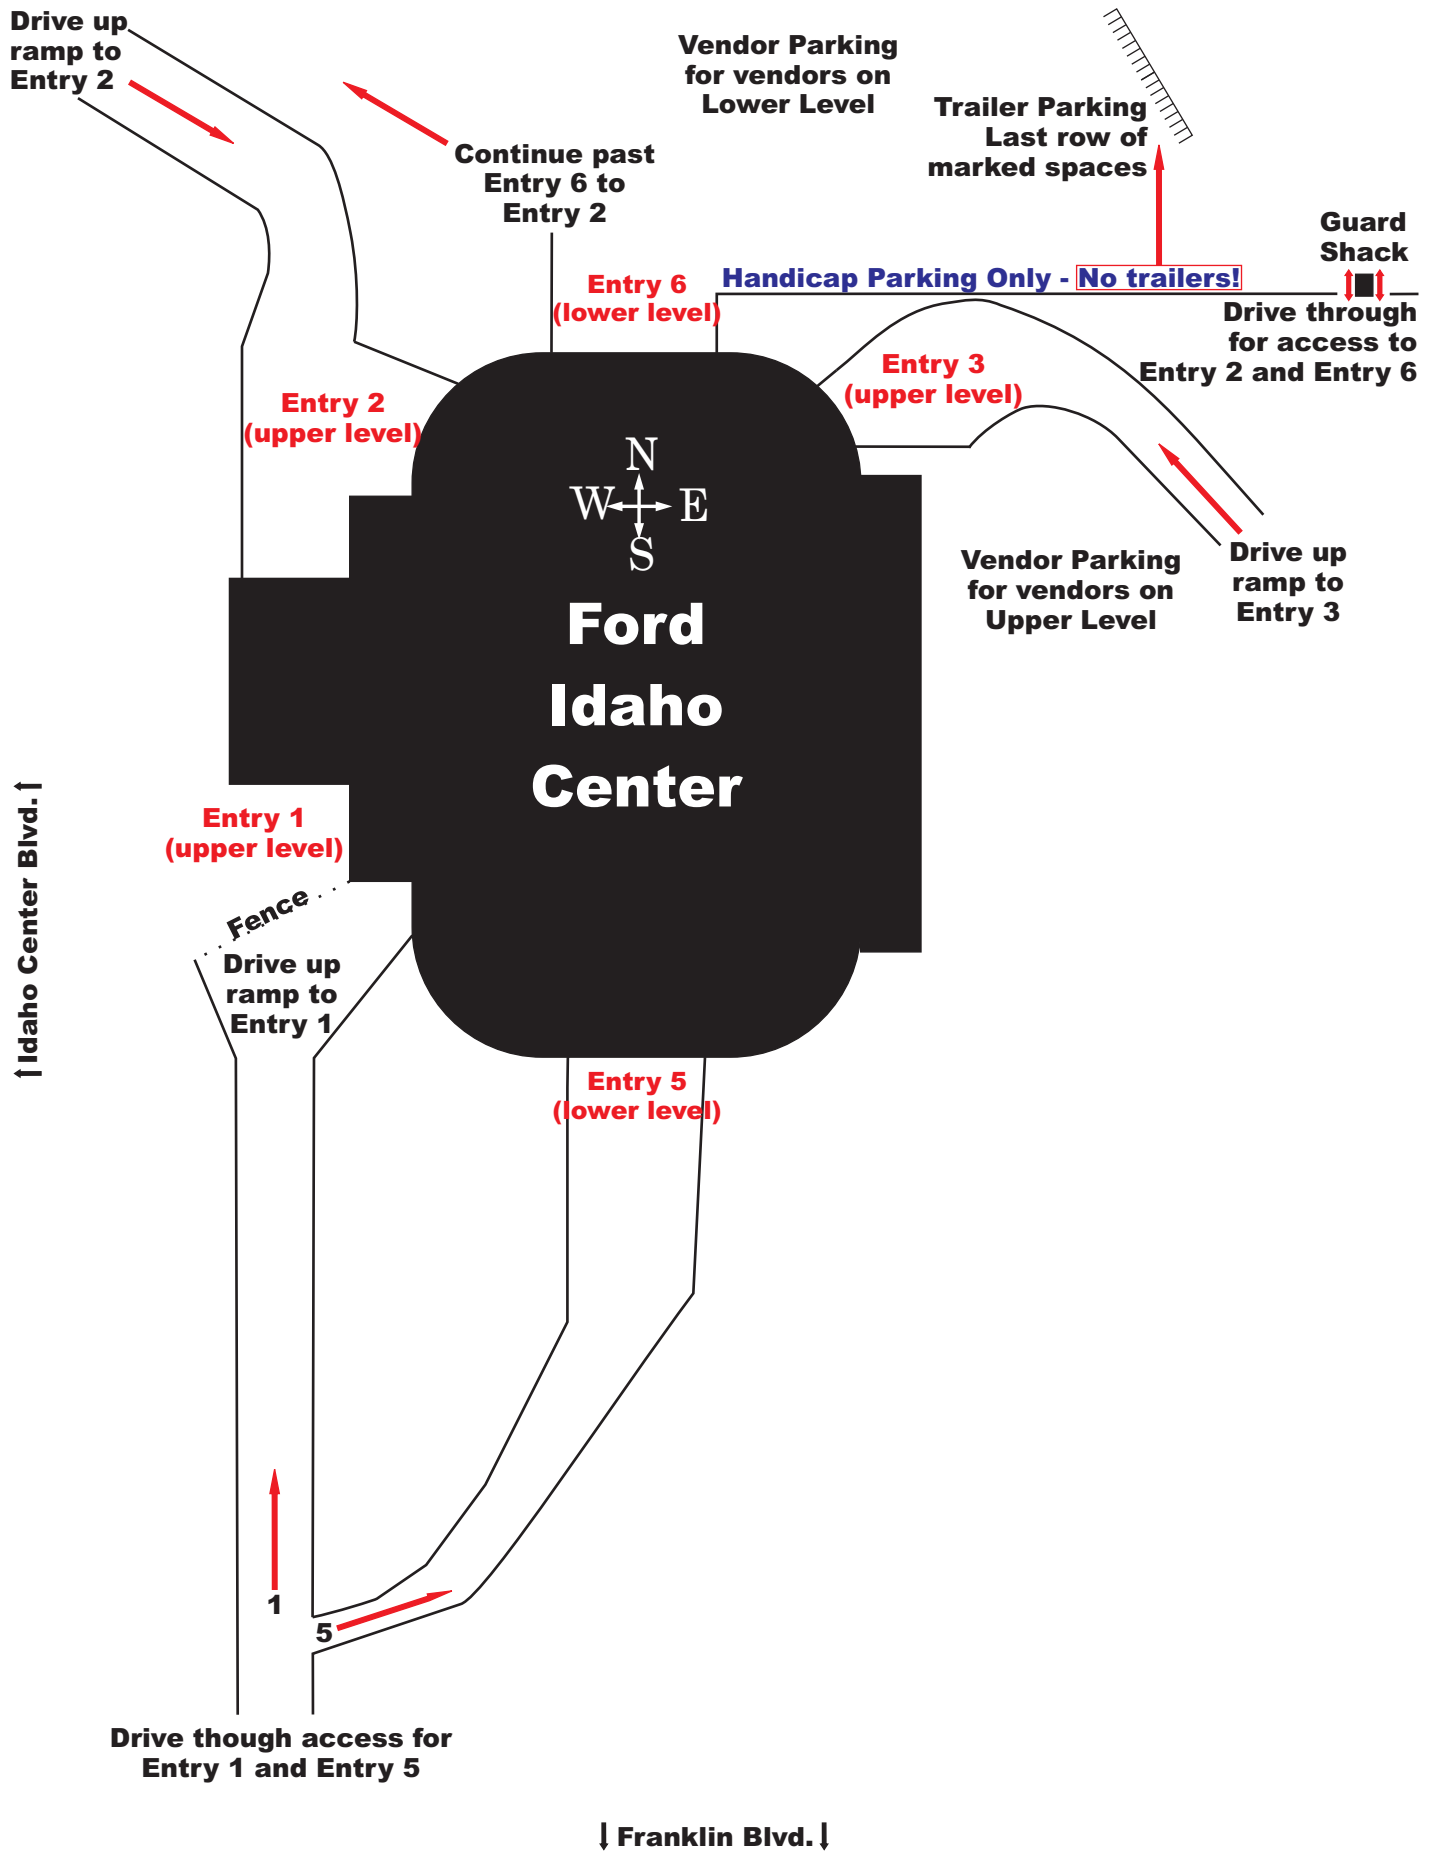 Drive up
ramp to
Entry 2
Vendor Parking
for vendors on
Lower Level
Trailer Parking
Last row of
marked spaces
Continue past
Entry 6 to
Entry 2
Guard
Shack
Handicap Parking Only - No trailers!
Entry 6
(lower level)
Drive through
for access to
Entry 2 and Entry 6
Entry 3
(upper level)
Entry 2
(upper level)
N
W E
S
Vendor Parking
for vendors on
Upper Level
Drive up
ramp to
Entry 3
Ford
Idaho
Center
Idaho Center Blvd.
Entry 1
(upper level)
Fence
Drive up
ramp to
Entry 1
Entry 5
(lower level)
1
5
Drive though access for
Entry 1 and Entry 5
Franklin Blvd.